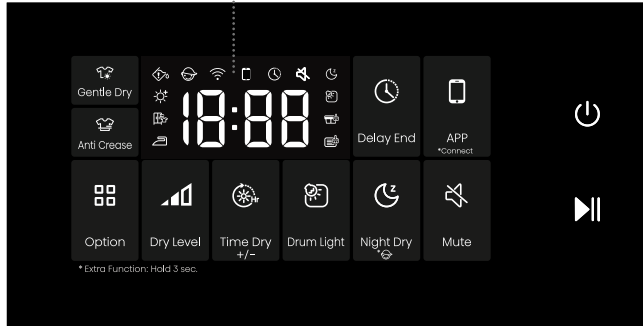 Gentle Dry
Anti Crease
18:88
Delay End
APP
*Connect
Option
Dry Level
Time Dry
+/-
Hr
Drum Light
Night Dry
*
z
Mute
* Extra Function: Hold 3 sec.